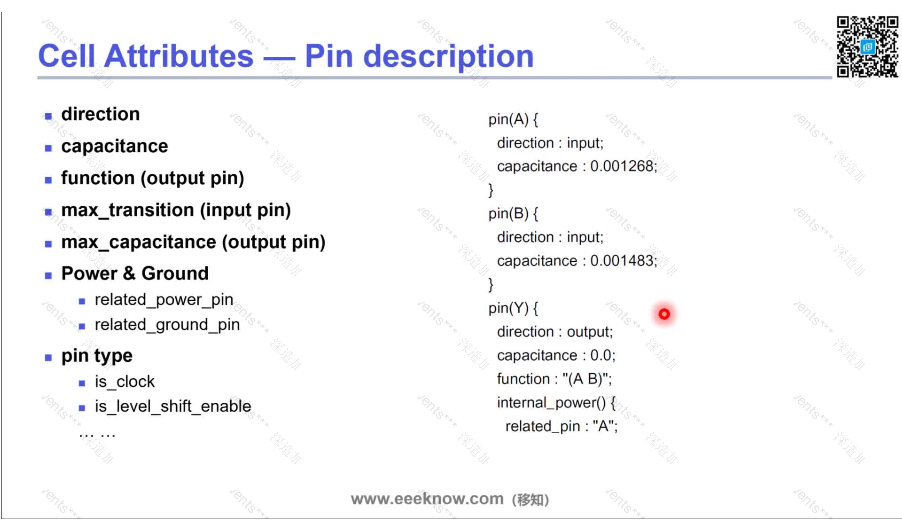 Cell Attributes — Pin description
direction
capacitance
function (output pin)
max_transition (input pin)
max_capacitance (output pin)
Power & Ground
related_power_pin
related_ground_pin
pin type
is_clock
is_level_shift_enable
… …
pin(A) {
direction : input;
capacitance : 0.001268;
}
pin(B) {
direction : input;
capacitance : 0.001483;
}
pin(Y) {
direction : output;
capacitance : 0.0;
function : "(A B)";
internal_power() {
related_pin : "A";
www.eeeknow.com (移知)